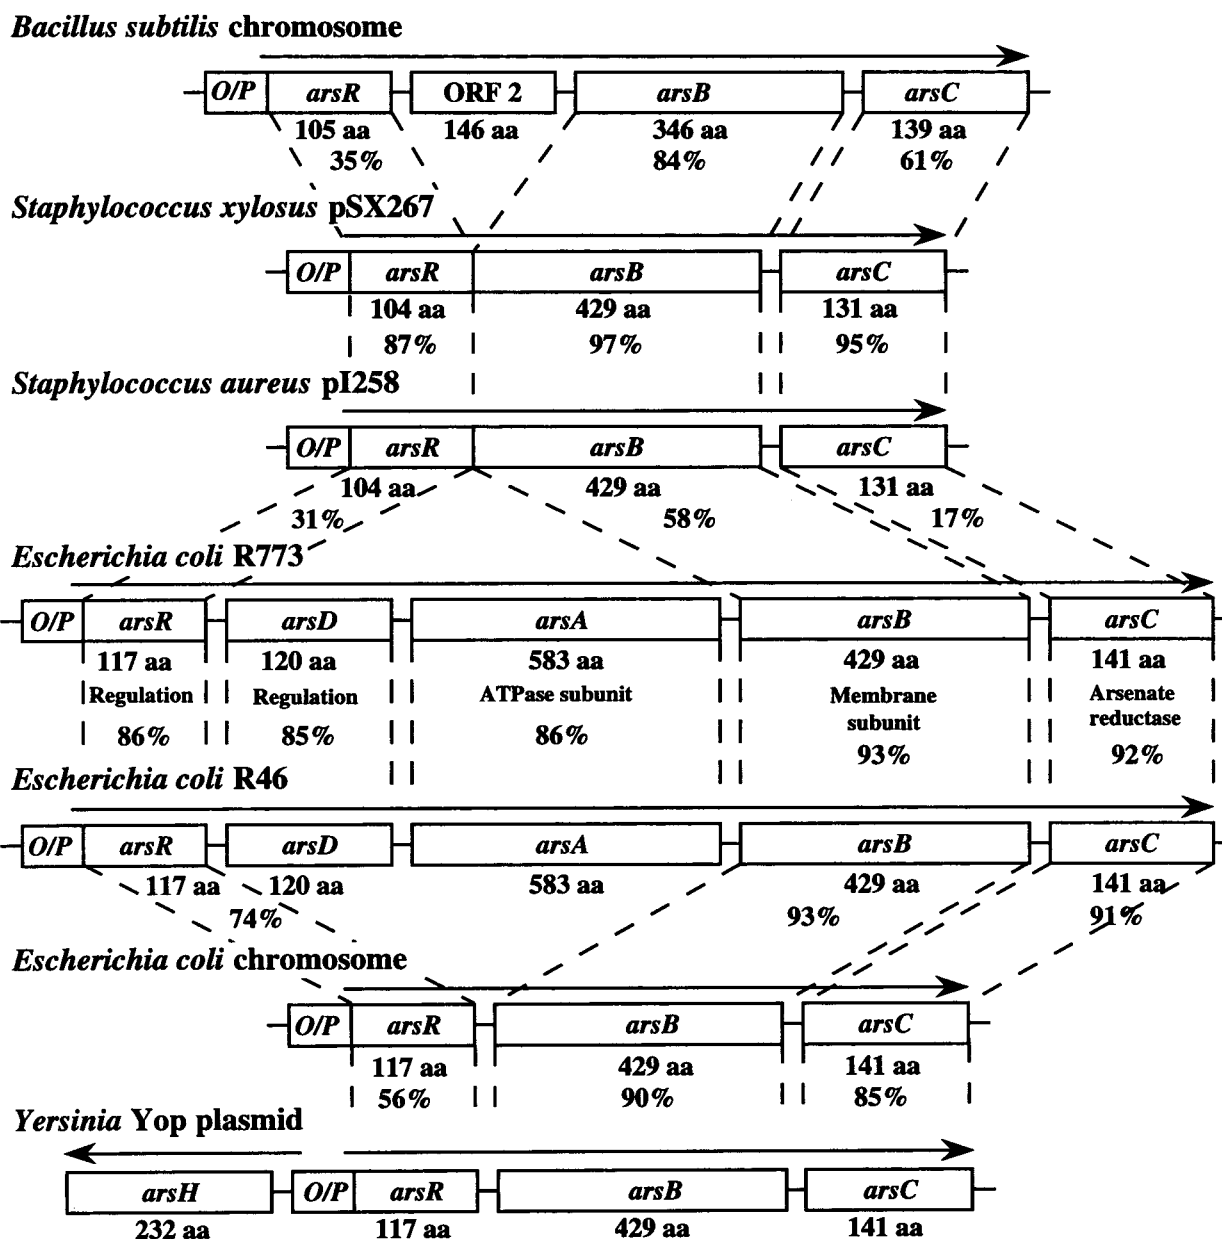 Bacillus subtilis chromosome
O/P arsR ORF 2 arsB arsC
105 aa 146 aa 346 aa 139 aa
35% 84% 61%
Staphylococcus xylosus pSX267
O/P arsR arsB arsC
104 aa 429 aa 131 aa
87% 97% 95%
Staphylococcus aureus pI258
O/P arsR arsB arsC
104 aa 429 aa 131 aa
31% 58% 17%
Escherichia coli R773
O/P arsR arsD arsA arsB arsC
117 aa 120 aa 583 aa 429 aa 141 aa
Regulation Regulation ATPase subunit Membrane Arsenate
subunit reductase
86% 85% 86% 93% 92%
Escherichia coli R46
O/P arsR arsD arsA arsB arsC
117 aa 120 aa 583 aa 429 aa 141 aa
74% 93% 91%
Escherichia coli chromosome
O/P arsR arsB arsC
117 aa 429 aa 141 aa
56% 90% 85%
Yersinia Yop plasmid
arsH O/P arsR arsB arsC
232 aa 117 aa 429 aa 141 aa